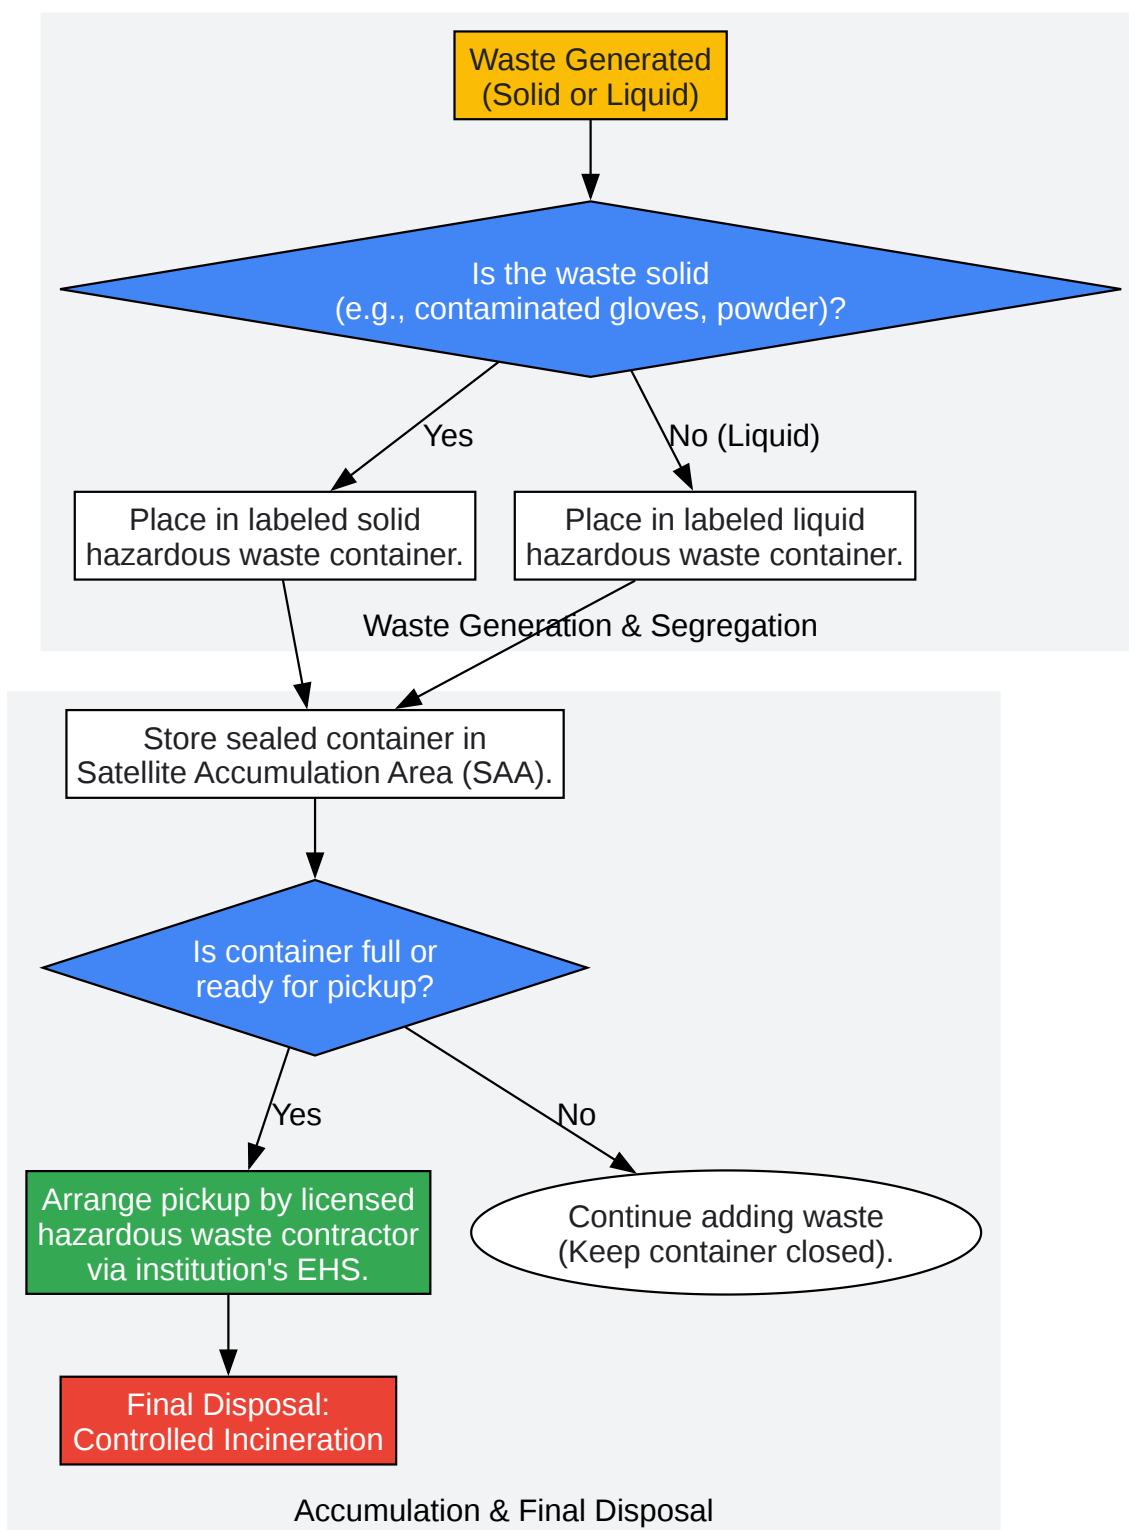 Waste Generated
(Solid or Liquid)
Is the waste solid
(e.g., contaminated gloves, powder)?
Yes
No (Liquid)
Place in labeled solid
hazardous waste container.
Place in labeled liquid
hazardous waste container.
Waste Generation & Segregation
Store sealed container in
Satellite Accumulation Area (SAA).
Is container full or
ready for pickup?
Yes
No
Arrange pickup by licensed
hazardous waste contractor
via institution's EHS.
Continue adding waste
(Keep container closed).
Final Disposal:
Controlled Incineration
Accumulation & Final Disposal